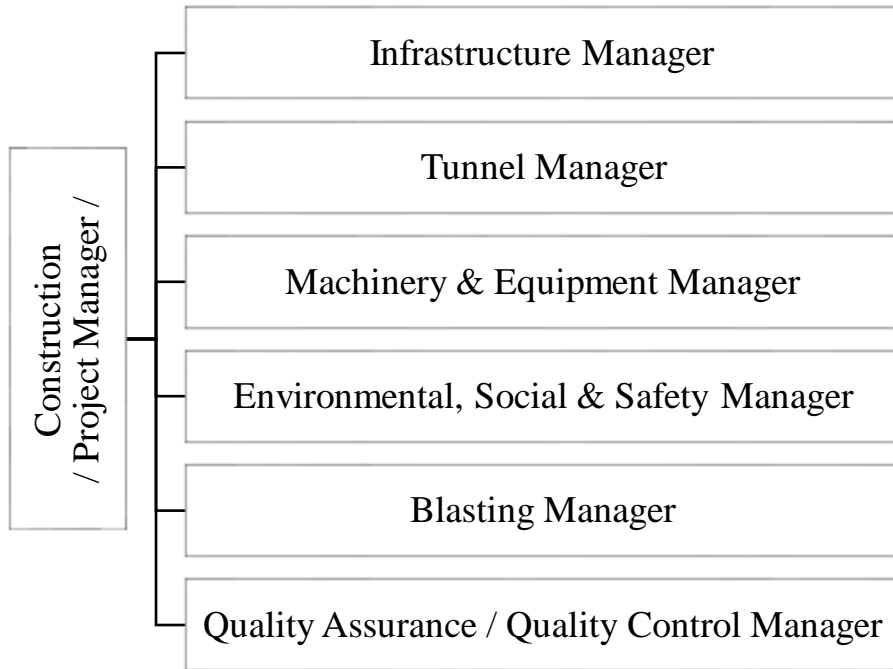 Construction
/ Project Manager /
Infrastructure Manager
Tunnel Manager
Machinery & Equipment Manager
Environmental, Social & Safety Manager
Blasting Manager
Quality Assurance / Quality Control Manager